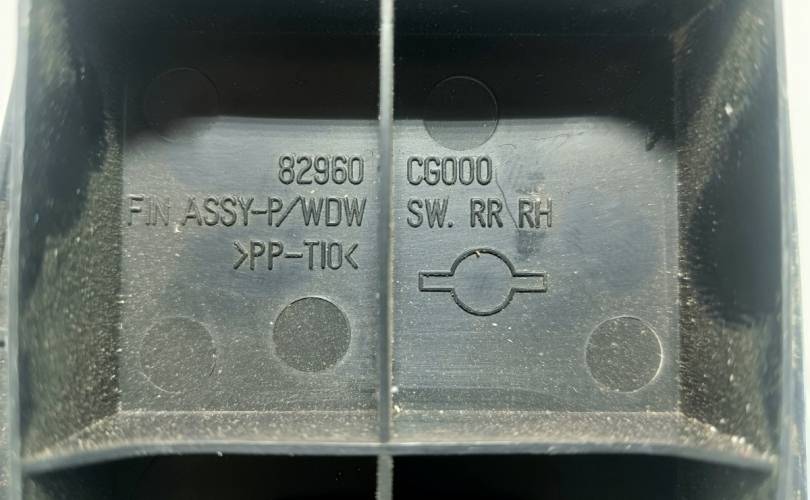 82960 CG000
FIN ASSY-P/WDW SW. RR RH
>PP-T10<